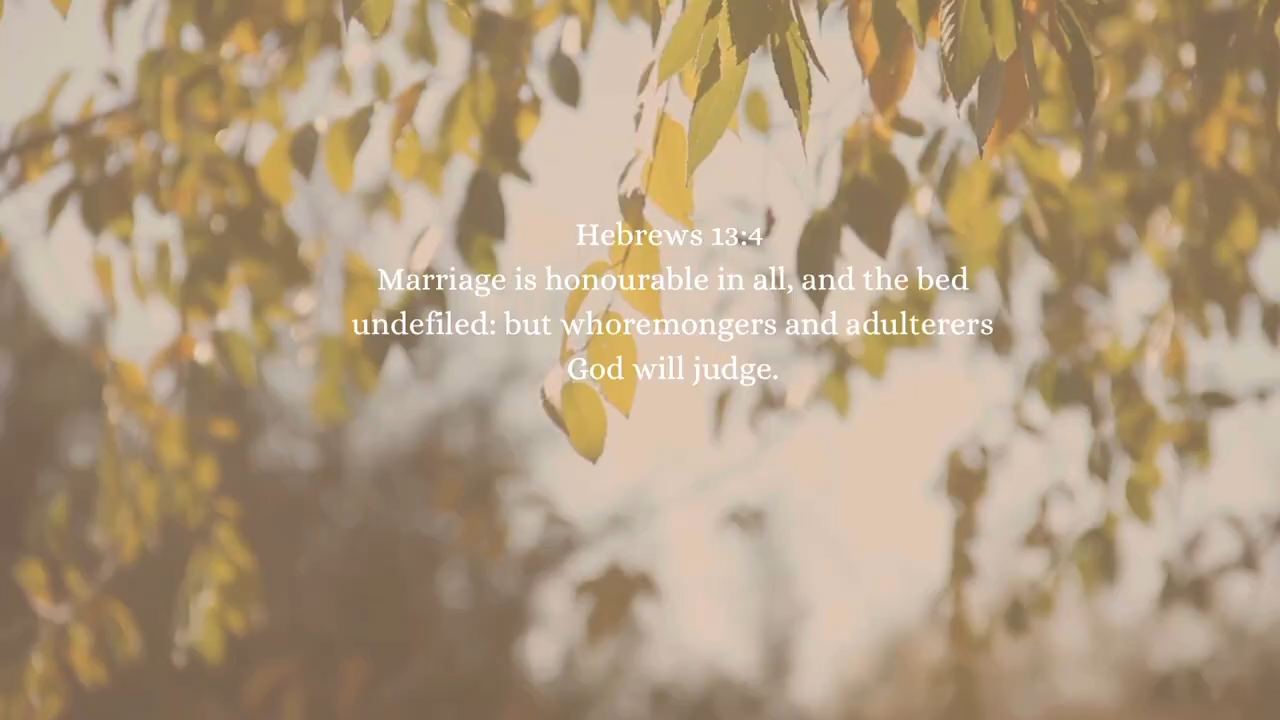 Hebrews 13:4
Marriage is honourable in all, and the bed
undefiled: but whoremongers and adulterers
God will judge.